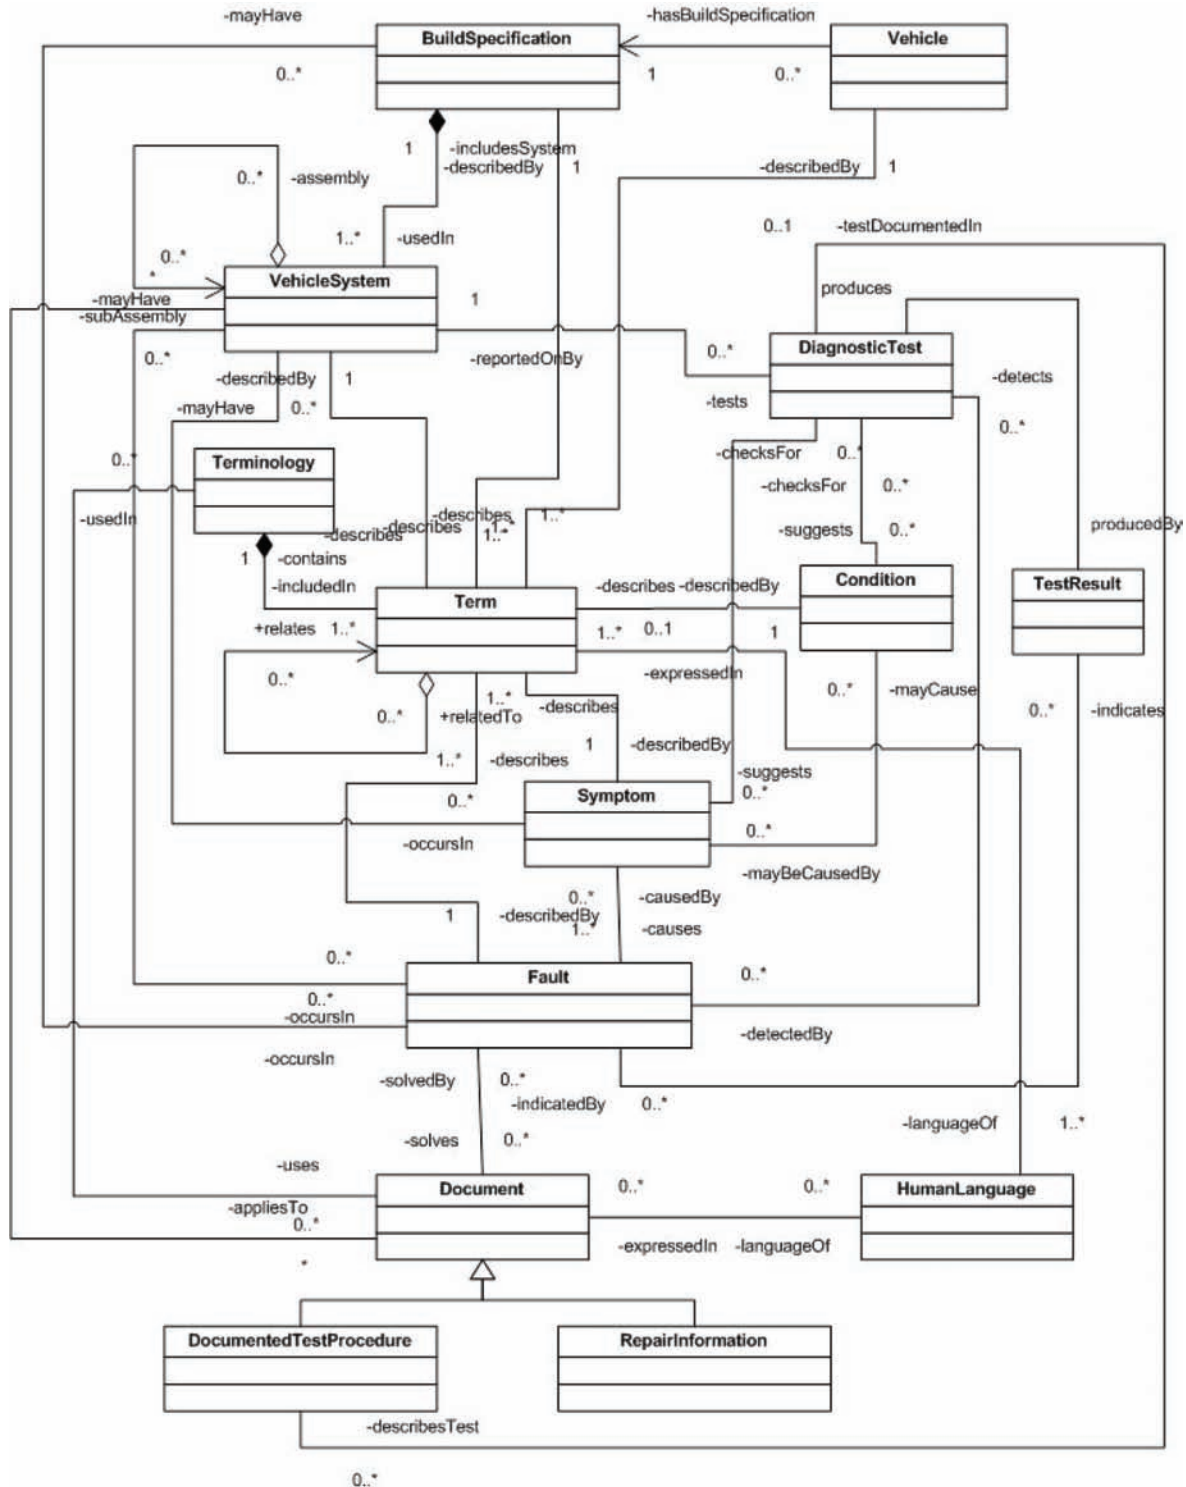 -mayHave
-hasBuildSpecification
BuildSpecification
Vehicle
0..*
1
0..*
1
-includesSystem
-describedBy
1
-describedBy
1
0..*
-assembly
0..1
-testDocumentedIn
1..*
-usedIn
0..*
*
VehicleSystem
-mayHave
1
produces
-subAssembly
DiagnosticTest
0..*
-reportedOnBy
0..*
-describedBy
1
-detects
-mayHave
0..*
-tests
0..*
0..*
Terminology
-checksFor
0..*
-usedIn
-checksFor
0..*
-describes
-describes
-describes
1..*
1..*
1..*
-suggests
0..*
producedBy
1
-contains
-includedIn
Term
-describes
-describedBy
Condition
TestResult
+relates
1..*
1..*
0..1
1
0..*
-expressedIn
0..*
-mayCause
0..*
-indicates
0..*
+relatedTo
1..*
-describes
1..*
-describes
1
-describedBy
-suggests
0..*
Symptom
0..*
0..*
-occursIn
-mayBeCausedBy
0..*
-causedBy
1
-describedBy
1..*
-causes
0..*
Fault
0..*
0..*
-occursIn
-detectedBy
-occursIn
-solvedBy
0..*
-indicatedBy
0..*
-languageOf
1..*
-solves
0..*
-uses
Document
0..*
0..*
HumanLanguage
-appliesTo
0..*
-expressedIn
-languageOf
*
DocumentedTestProcedure
RepairInformation
-describesTest
0..*